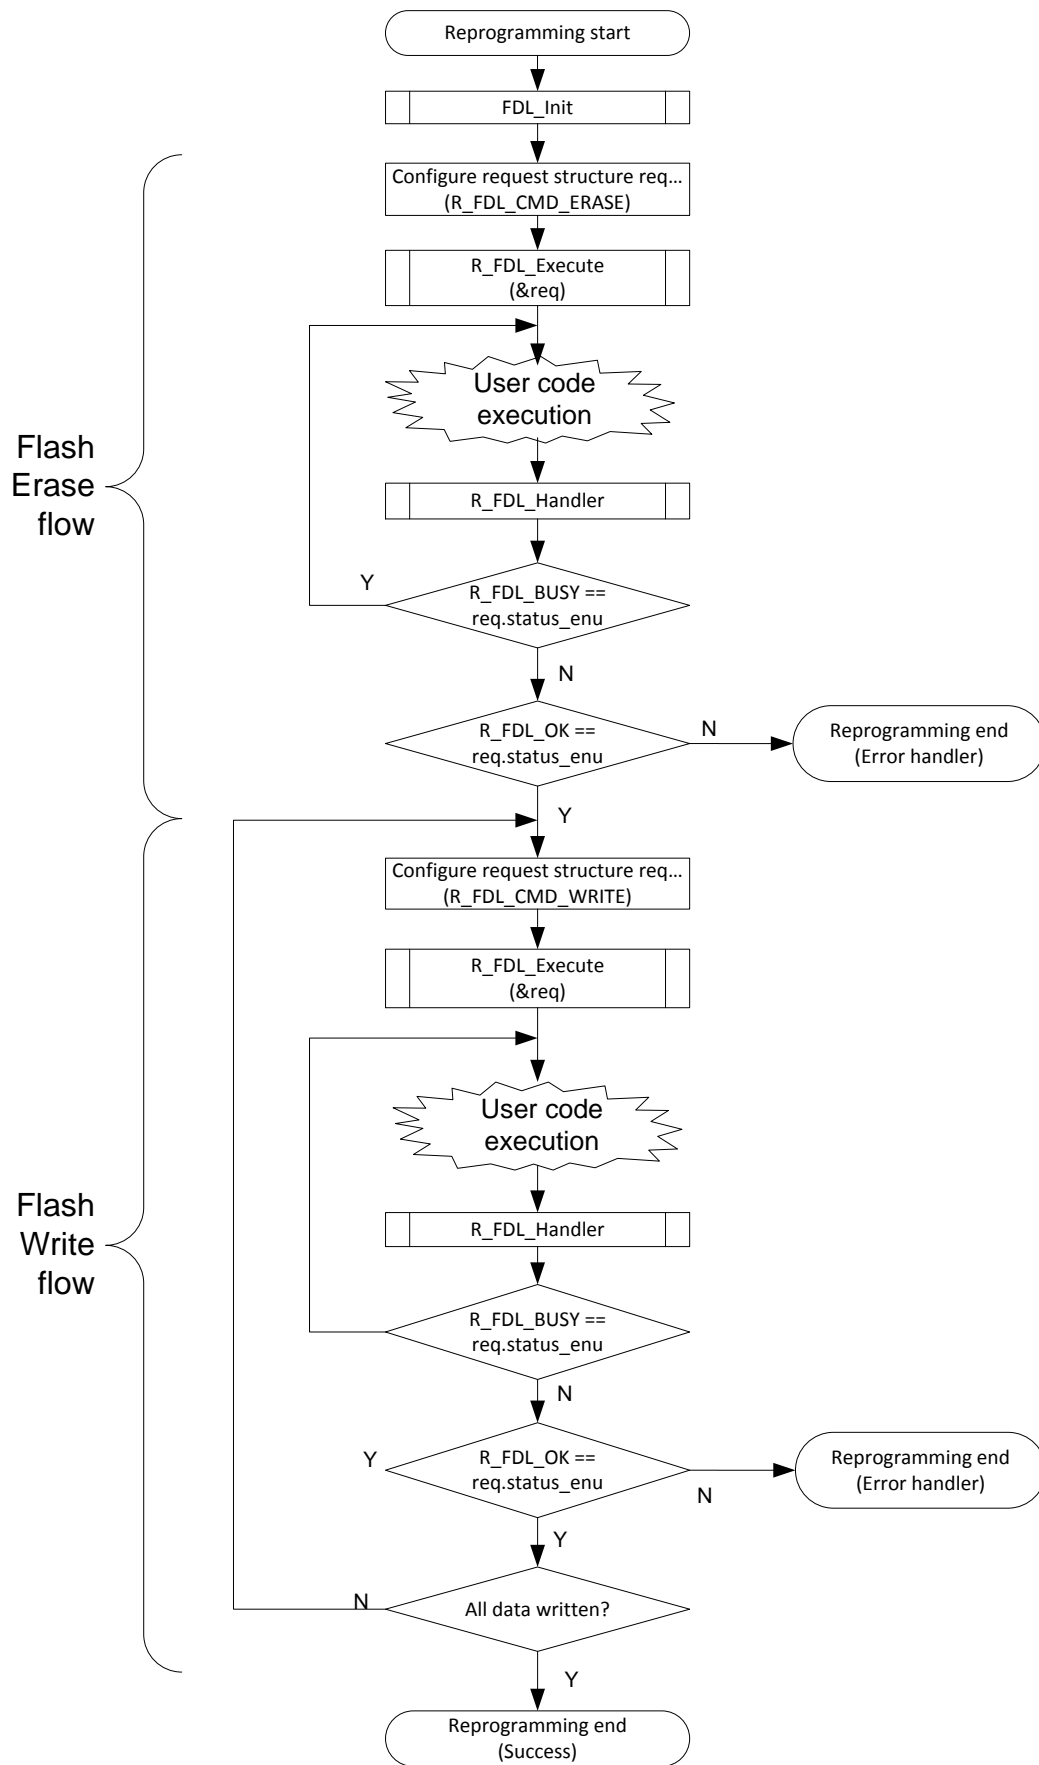 Reprogramming start
FDL_Init
Configure request structure req...
(R_FDL_CMD_ERASE)
R_FDL_Execute
(&req)
User code
execution
Flash
Erase
flow
R_FDL_Handler
Y
R_FDL_BUSY ==
req.status_enu
N
R_FDL_OK ==
req.status_enu
N
Reprogramming end
(Error handler)
Y
Configure request structure req...
(R_FDL_CMD_WRITE)
R_FDL_Execute
(&req)
User code
execution
Flash
Write
flow
R_FDL_Handler
R_FDL_BUSY ==
req.status_enu
N
Y
R_FDL_OK ==
req.status_enu
N
Reprogramming end
(Error handler)
Y
N
All data written?
Y
Reprogramming end
(Success)